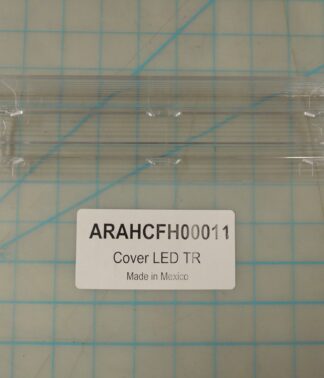 ARAHCFH00011
Cover LED TR
Made in Mexico